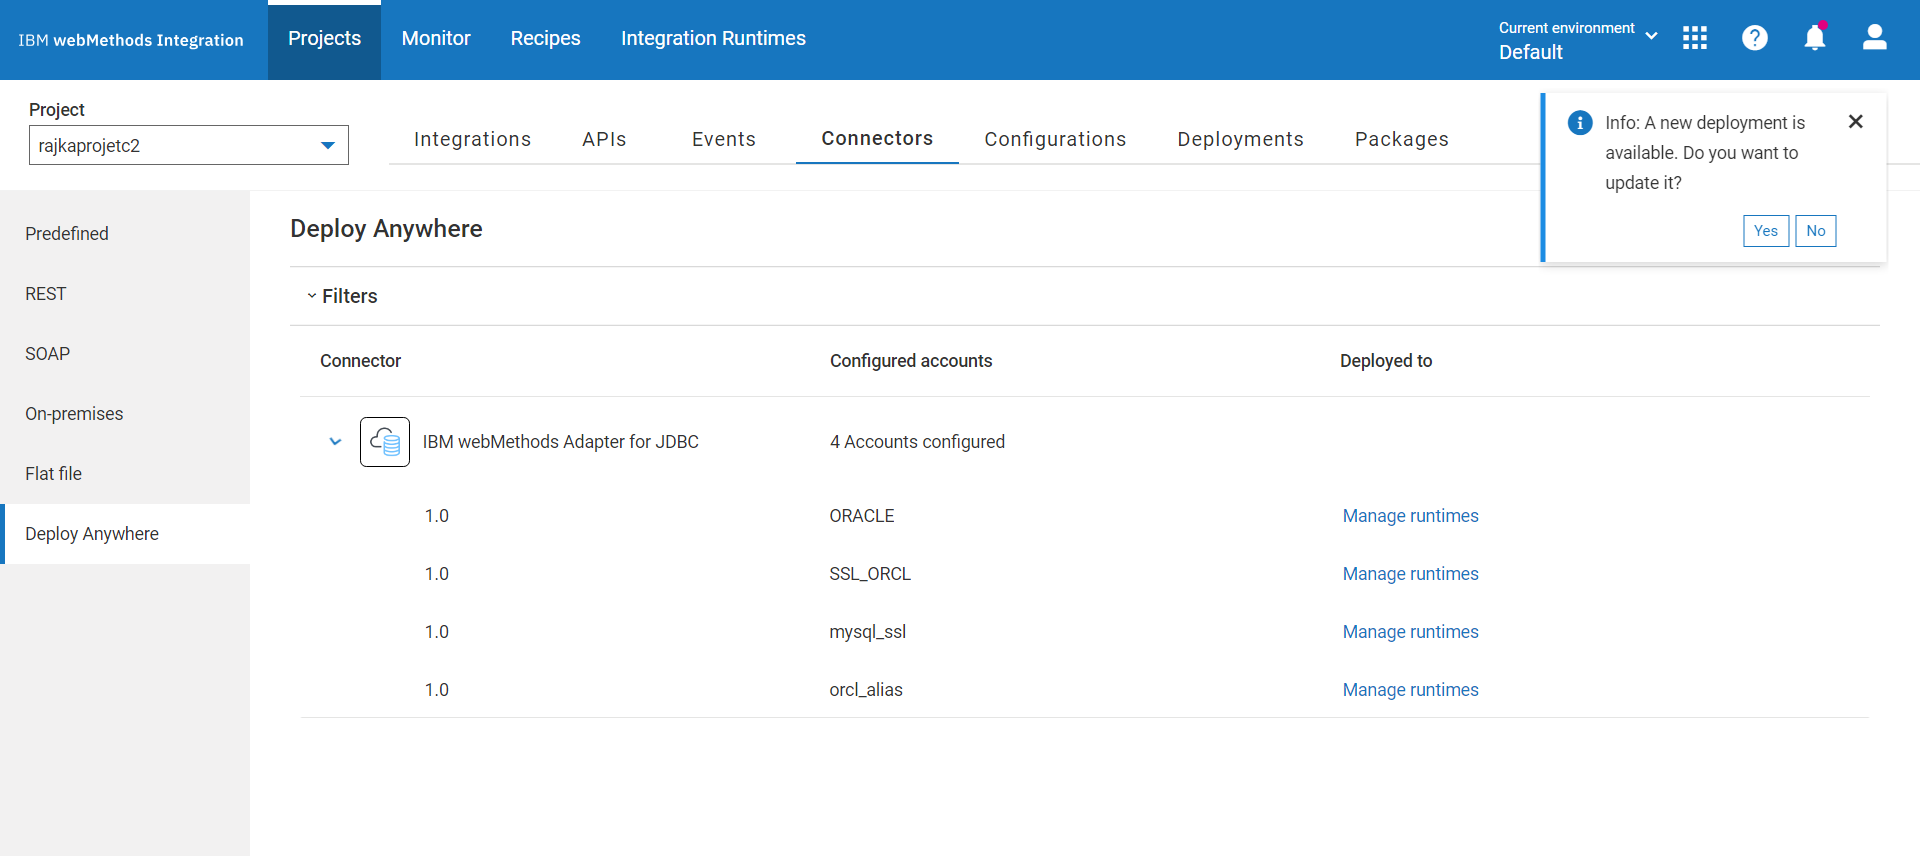 IBM webMethods Integration
Projects
Monitor
Recipes
Integration Runtimes
Current environment
Default
Project
rajkaprojetc2
Integrations
APIs
Events
Connectors
Configurations
Deployments
Packages
Info: A new deployment is
available. Do you want to
update it?
Yes
No
Predefined
REST
SOAP
On-premises
Flat file
Deploy Anywhere
Deploy Anywhere
Filters
Connector
Configured accounts
Deployed to
IBM webMethods Adapter for JDBC
4 Accounts configured
1.0
ORACLE
Manage runtimes
1.0
SSL_ORCL
Manage runtimes
1.0
mysql_ssl
Manage runtimes
1.0
orcl_alias
Manage runtimes